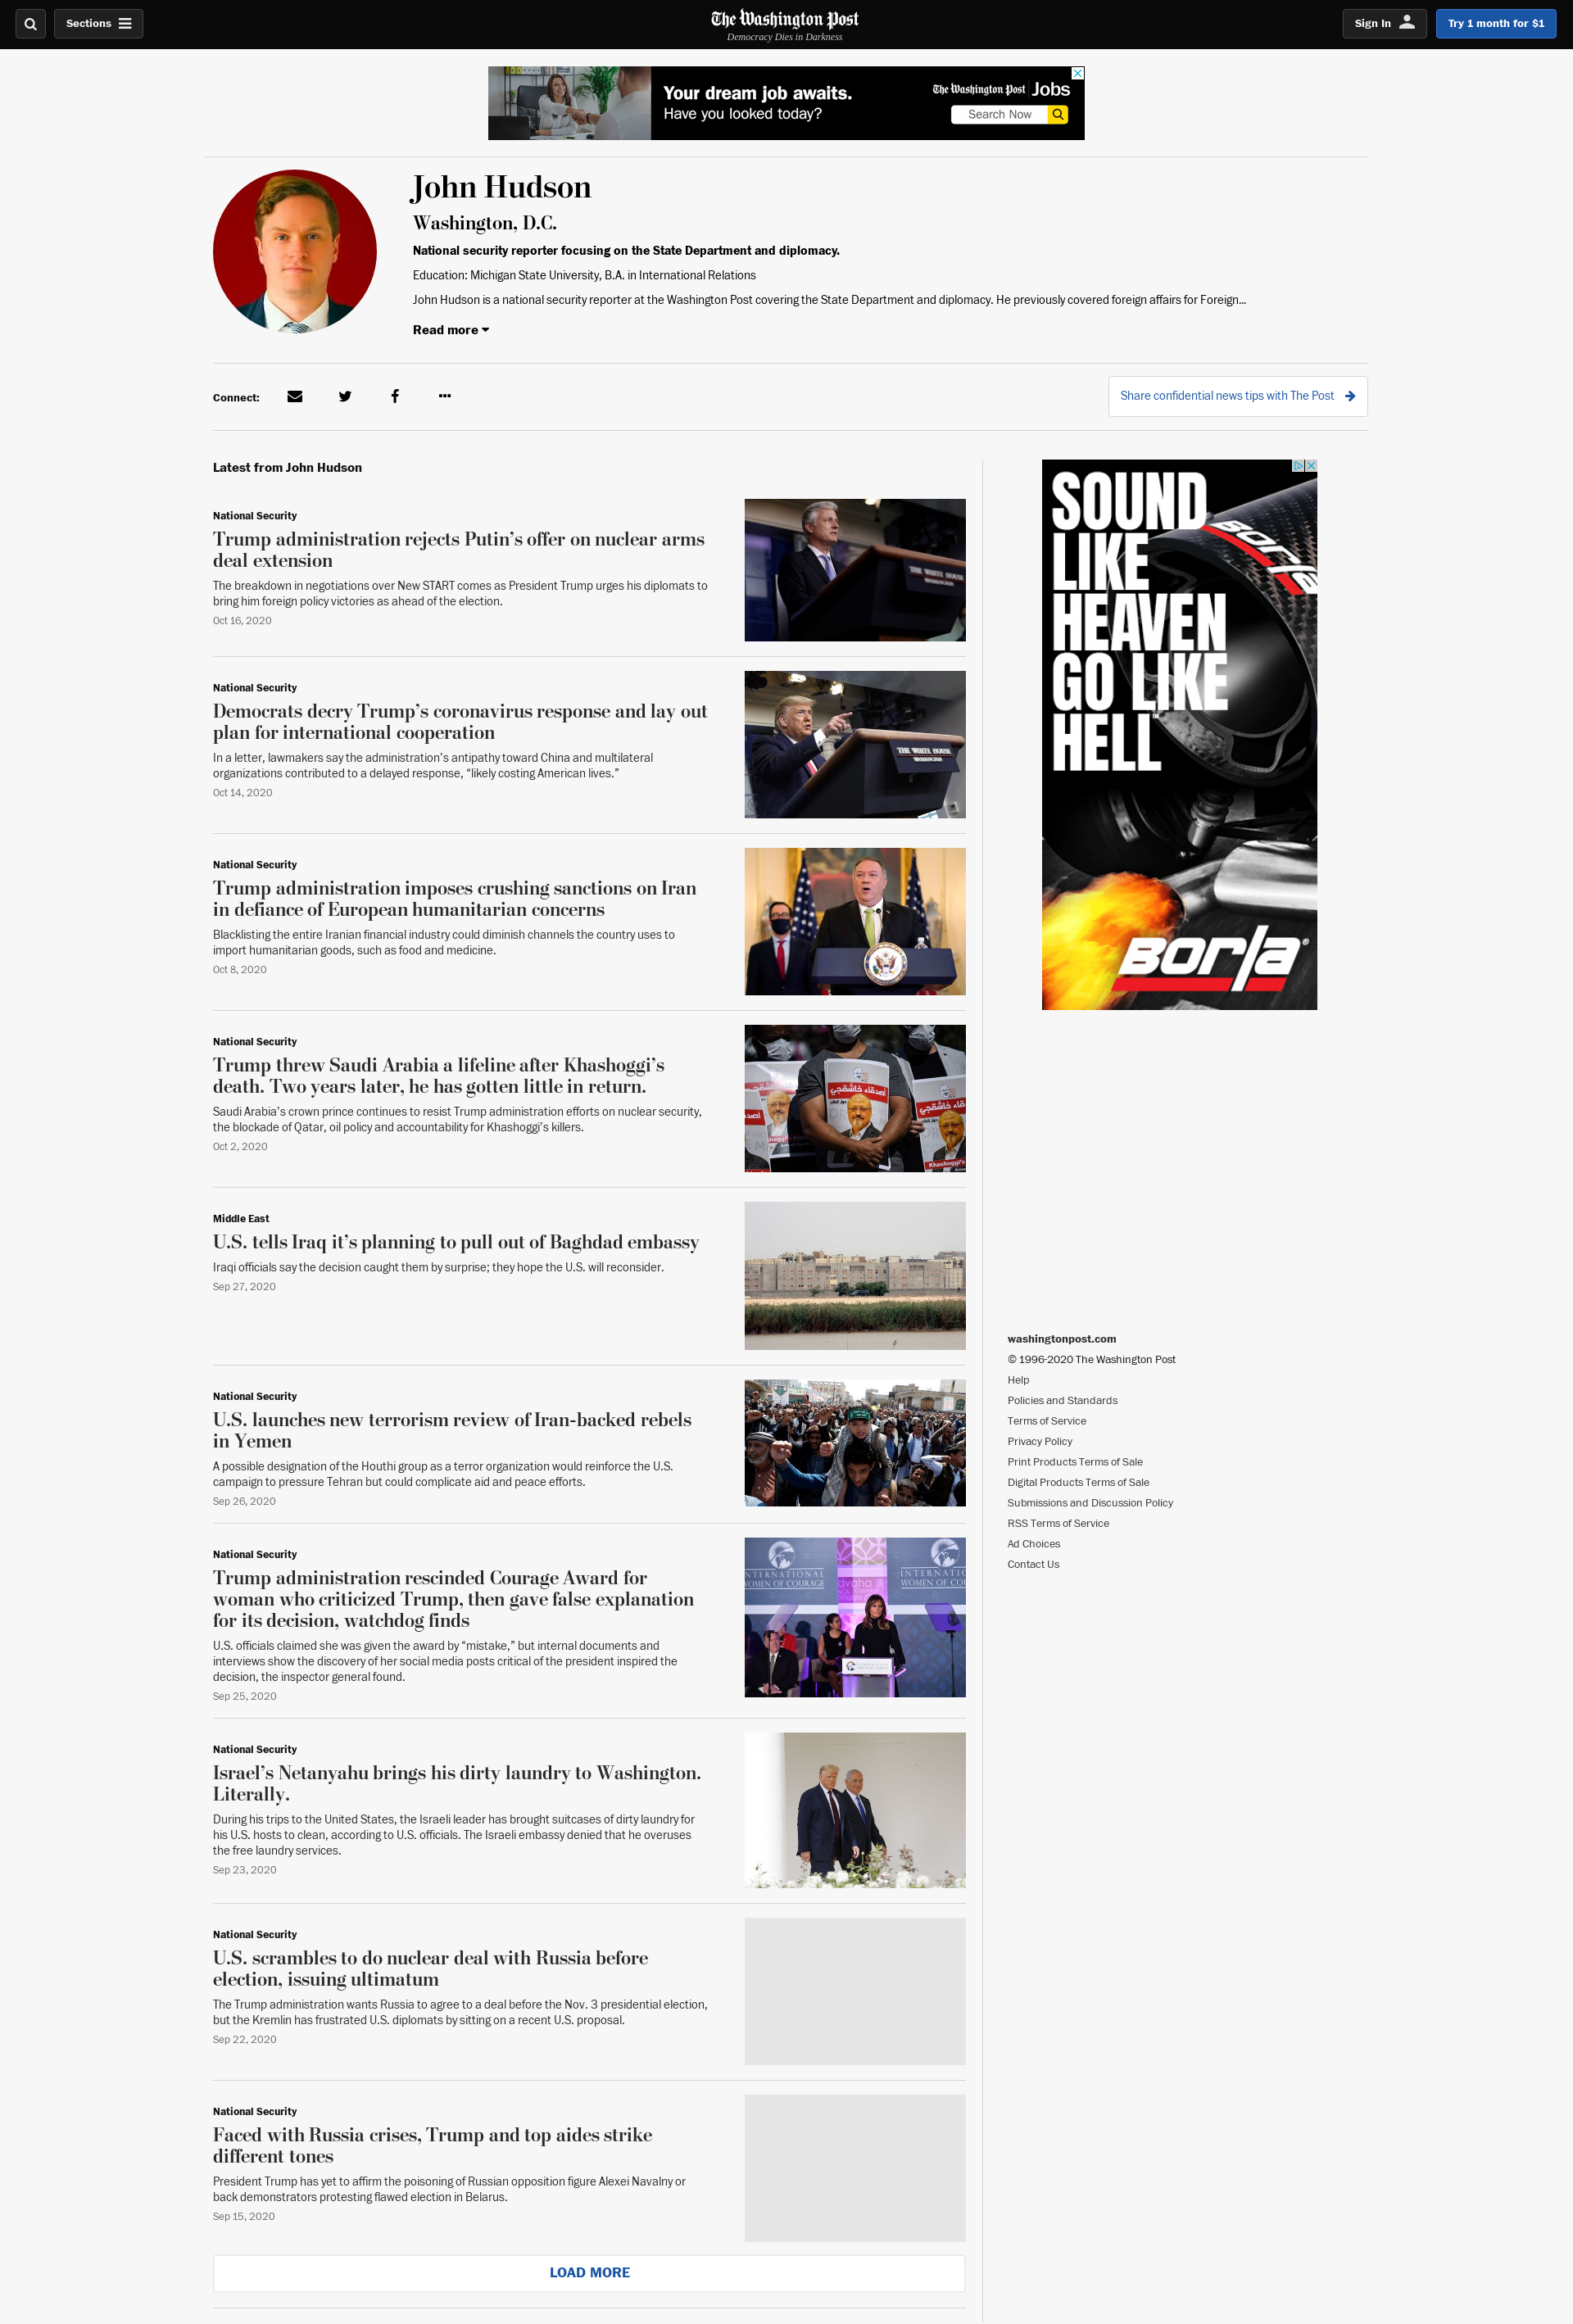 Sections
The Washington Post
Democracy Dies in Darkness
Sign In
Try 1 month for $1
Your dream job awaits.
Have you looked today?
The Washington Post Jobs
Search Now
John Hudson
Washington, D.C.
National security reporter focusing on the State Department and diplomacy.
Education: Michigan State University, B.A. in International Relations
John Hudson is a national security reporter at the Washington Post covering the State Department and diplomacy. He previously covered foreign affairs for Foreign...
Read more
Connect:
Share confidential news tips with The Post
Latest from John Hudson
National Security
Trump administration rejects Putin’s offer on nuclear arms
deal extension
The breakdown in negotiations over New START comes as President Trump urges his diplomats to
bring him foreign policy victories as ahead of the election.
Oct 16, 2020
THE WHITE HOUSE
WASHINGTON
National Security
Democrats decry Trump’s coronavirus response and lay out
plan for international cooperation
In a letter, lawmakers say the administration’s antipathy toward China and multilateral
organizations contributed to a delayed response, “likely costing American lives.”
Oct 14, 2020
THE WHITE HOUSE
WASHINGTON
National Security
Trump administration imposes crushing sanctions on Iran
in defiance of European humanitarian concerns
Blacklisting the entire Iranian financial industry could diminish channels the country uses to
import humanitarian goods, such as food and medicine.
Oct 8, 2020
National Security
Trump threw Saudi Arabia a lifeline after Khashoggi’s
death. Two years later, he has gotten little in return.
Saudi Arabia’s crown prince continues to resist Trump administration efforts on nuclear security,
the blockade of Qatar, oil policy and accountability for Khashoggi’s killers.
Oct 2, 2020
أصدقاء خاشقجي
Khashoggi's
Middle East
U.S. tells Iraq it’s planning to pull out of Baghdad embassy
Iraqi officials say the decision caught them by surprise; they hope the U.S. will reconsider.
Sep 27, 2020
National Security
U.S. launches new terrorism review of Iran-backed rebels
in Yemen
A possible designation of the Houthi group as a terror organization would reinforce the U.S.
campaign to pressure Tehran but could complicate aid and peace efforts.
Sep 26, 2020
National Security
Trump administration rescinded Courage Award for
woman who criticized Trump, then gave false explanation
for its decision, watchdog finds
U.S. officials claimed she was given the award by “mistake,” but internal documents and
interviews show the discovery of her social media posts critical of the president inspired the
decision, the inspector general found.
Sep 25, 2020
INTERNATIONAL
WOMEN OF COURAGE
INTERNATIO
WOMEN OF COU
National Security
Israel’s Netanyahu brings his dirty laundry to Washington.
Literally.
During his trips to the United States, the Israeli leader has brought suitcases of dirty laundry for
his U.S. hosts to clean, according to U.S. officials. The Israeli embassy denied that he overuses
the free laundry services.
Sep 23, 2020
National Security
U.S. scrambles to do nuclear deal with Russia before
election, issuing ultimatum
The Trump administration wants Russia to agree to a deal before the Nov. 3 presidential election,
but the Kremlin has frustrated U.S. diplomats by sitting on a recent U.S. proposal.
Sep 22, 2020
National Security
Faced with Russia crises, Trump and top aides strike
different tones
President Trump has yet to affirm the poisoning of Russian opposition figure Alexei Navalny or
back demonstrators protesting flawed election in Belarus.
Sep 15, 2020
LOAD MORE
SOUND
LIKE
HEAVEN
GO LIKE
HELL™
BORLA
BORLA®
washingtonpost.com
© 1996-2020 The Washington Post
Help
Policies and Standards
Terms of Service
Privacy Policy
Print Products Terms of Sale
Digital Products Terms of Sale
Submissions and Discussion Policy
RSS Terms of Service
Ad Choices
Contact Us